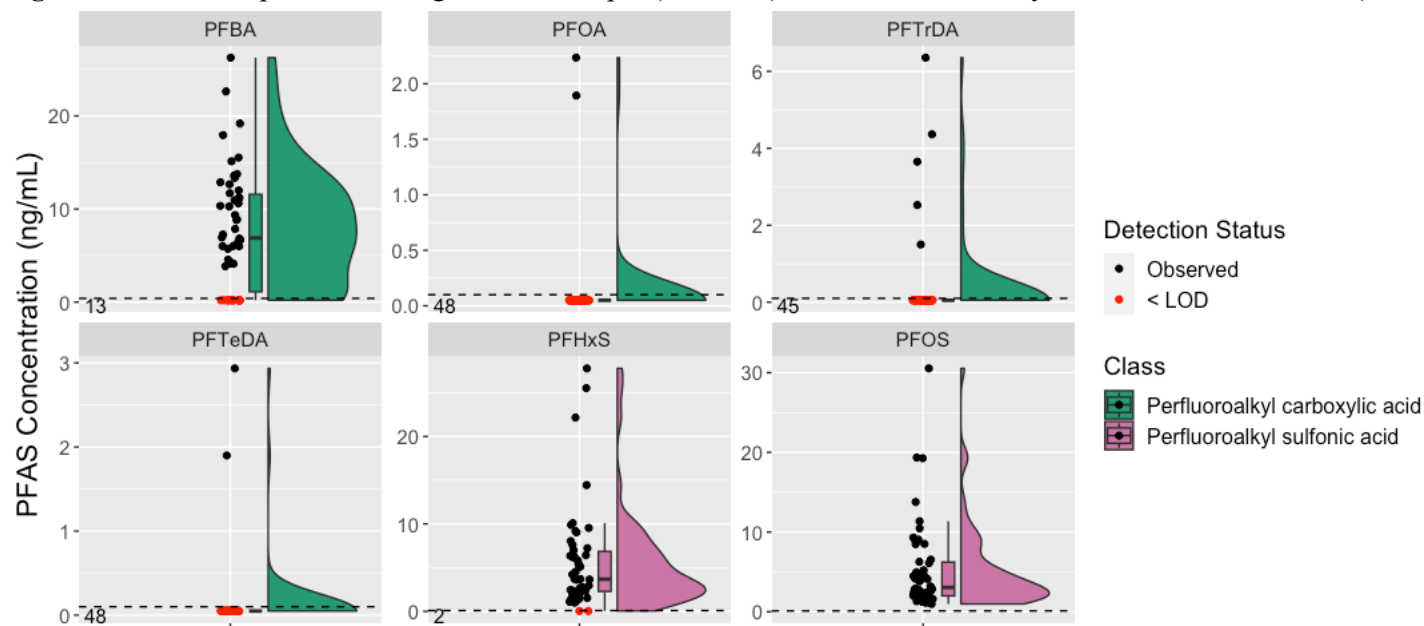 PFBA
PFOA
PFTrDA
20
10
0
13
2.0
1.5
1.0
0.5
0.0
48
6
4
2
0
45
PFAS Concentration (ng/mL)
PFTeDA
PFHxS
PFOS
3
2
1
0
48
20
10
0
2
30
20
10
0
Detection Status
Observed
< LOD
Class
Perfluoroalkyl carboxylic acid
Perfluoroalkyl sulfonic acid